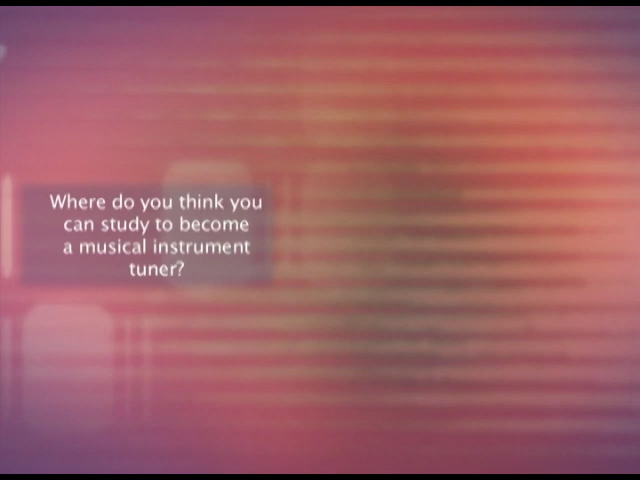 Where do you think you
can study to become
a musical instrument
tuner?